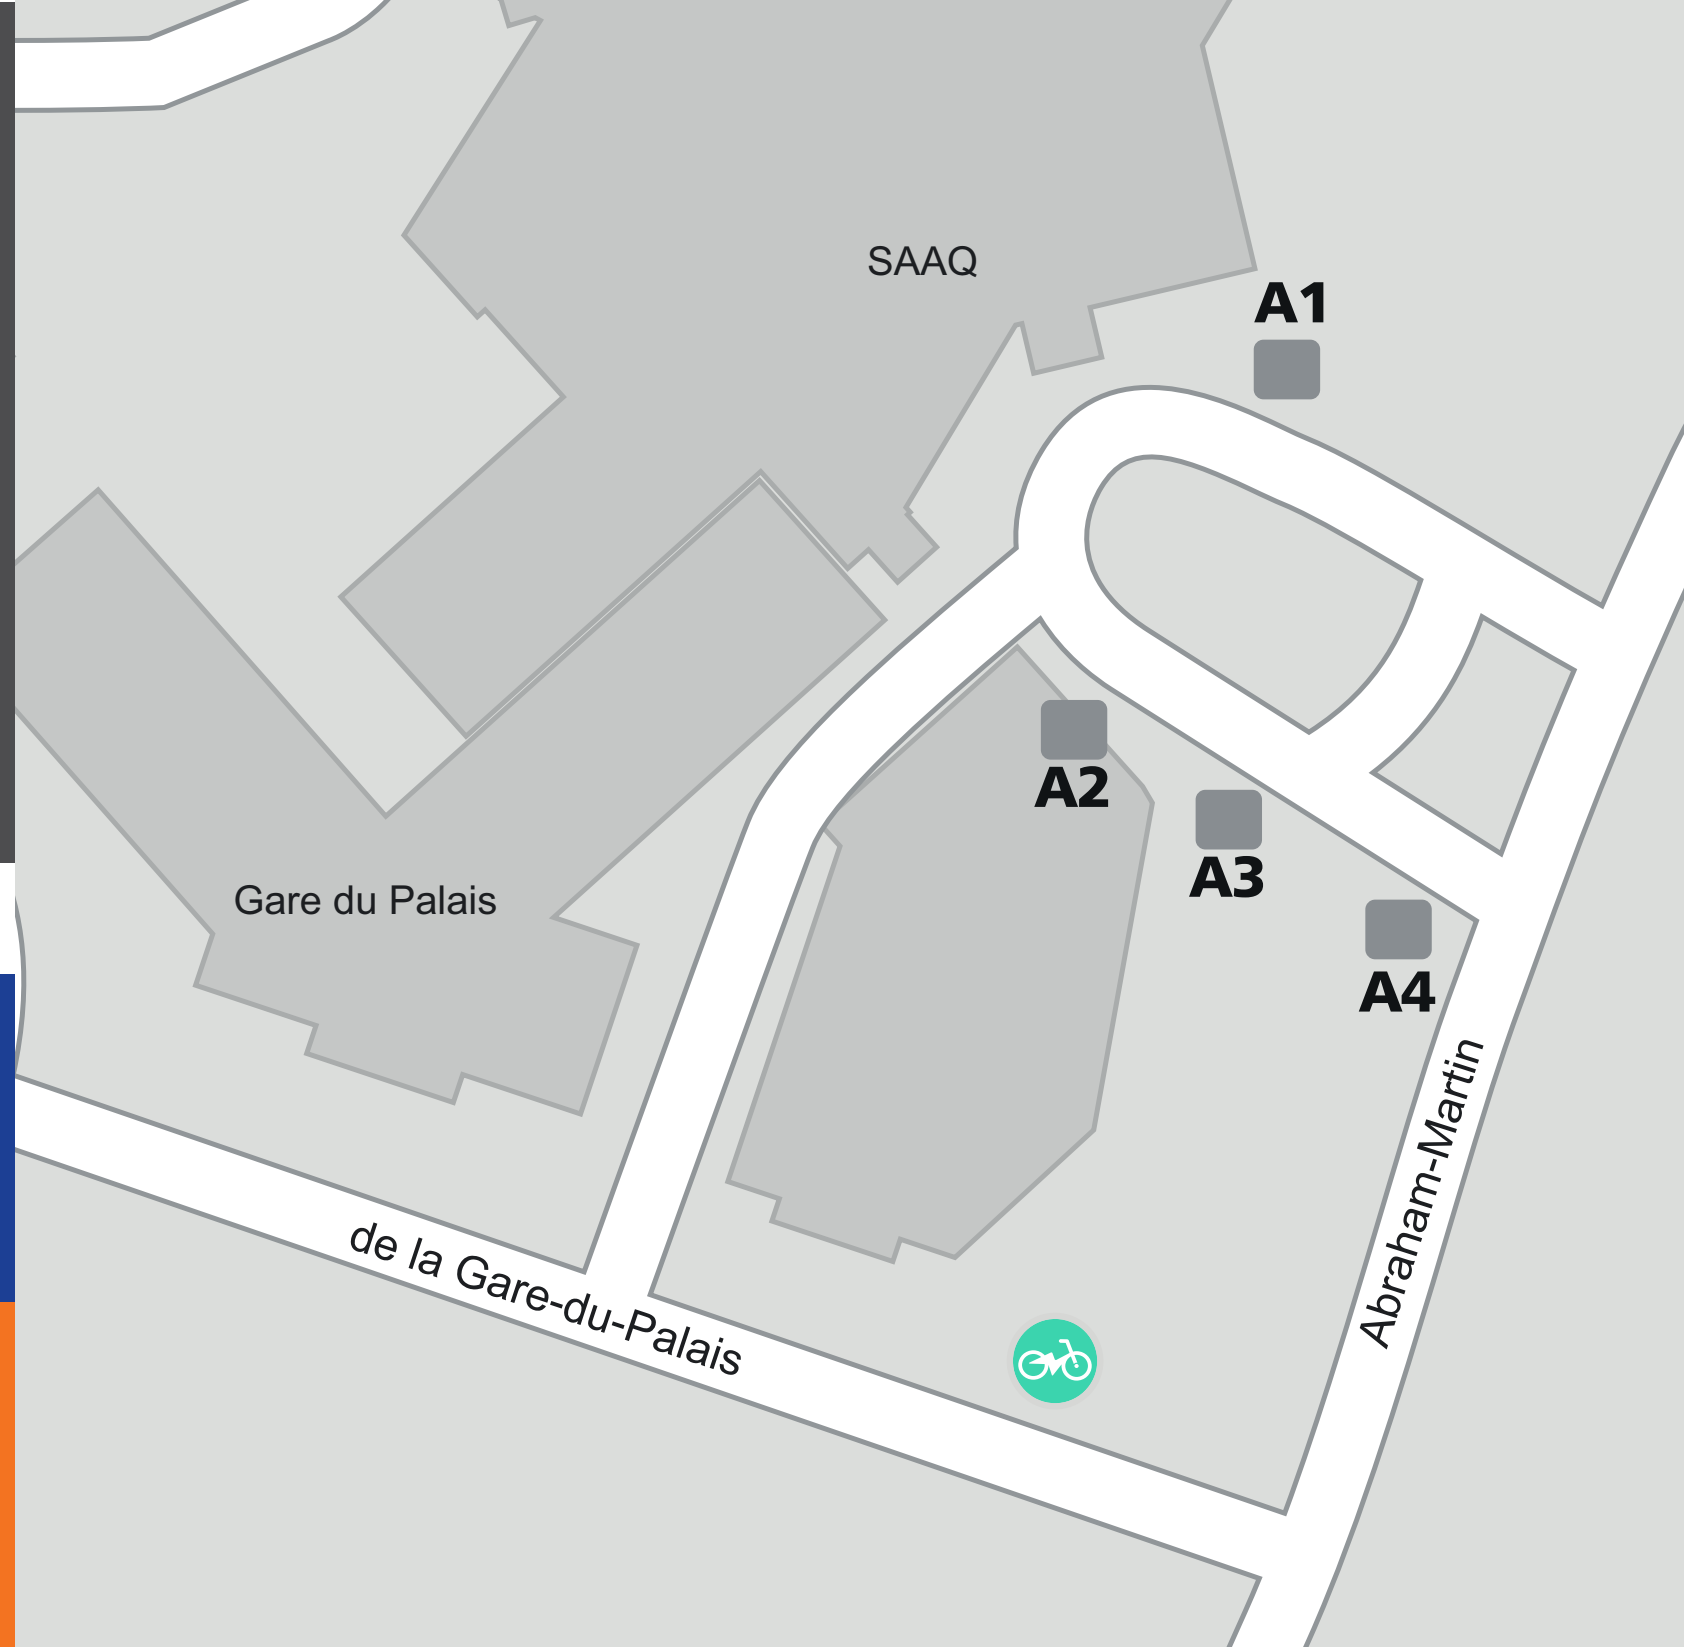 SAAQ
A1
A2
A3
Gare du Palais
A4
Abraham-Martin
de la Gare-du-Palais